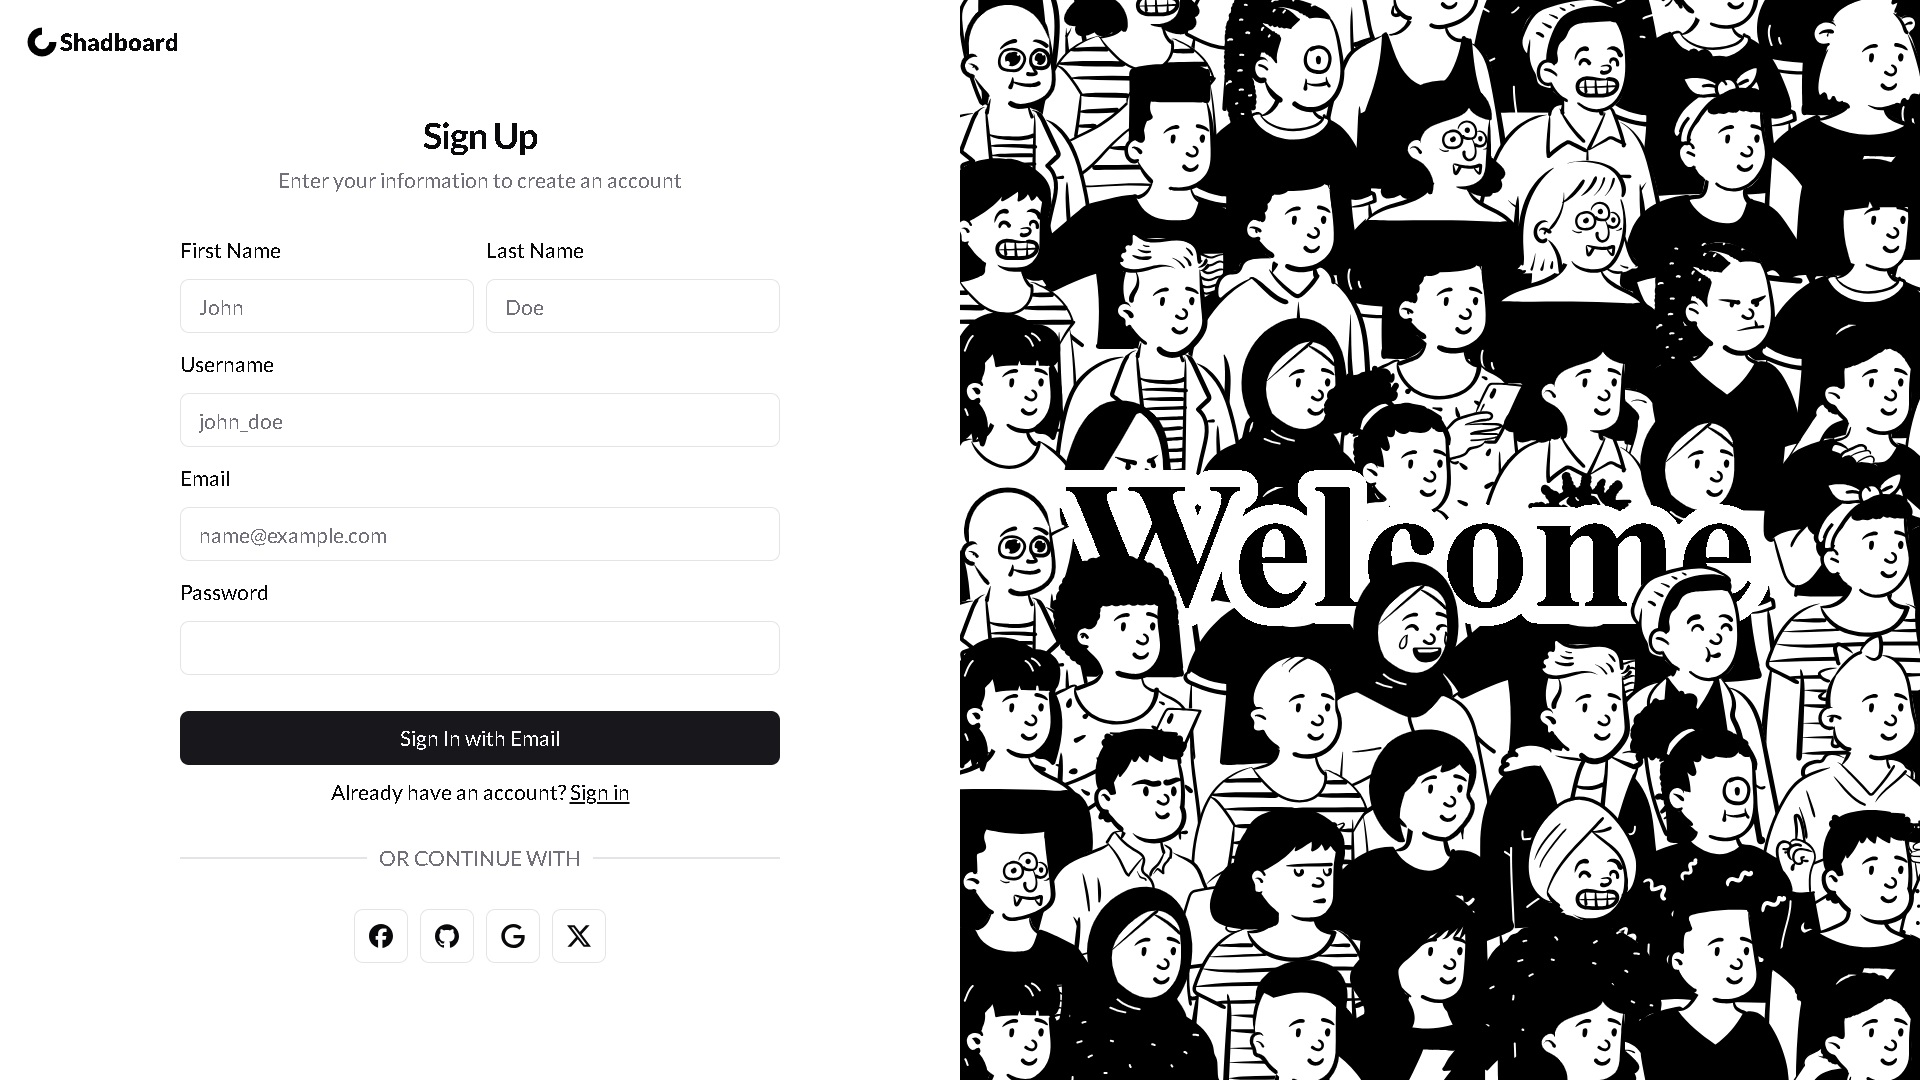 Shadboard
Sign Up
Enter your information to create an account
First Name
Last Name
John
Doe
Username
john_doe
Email
name@example.com
Password
Sign In with Email
Already have an account? Sign in
OR CONTINUE WITH
Welcome